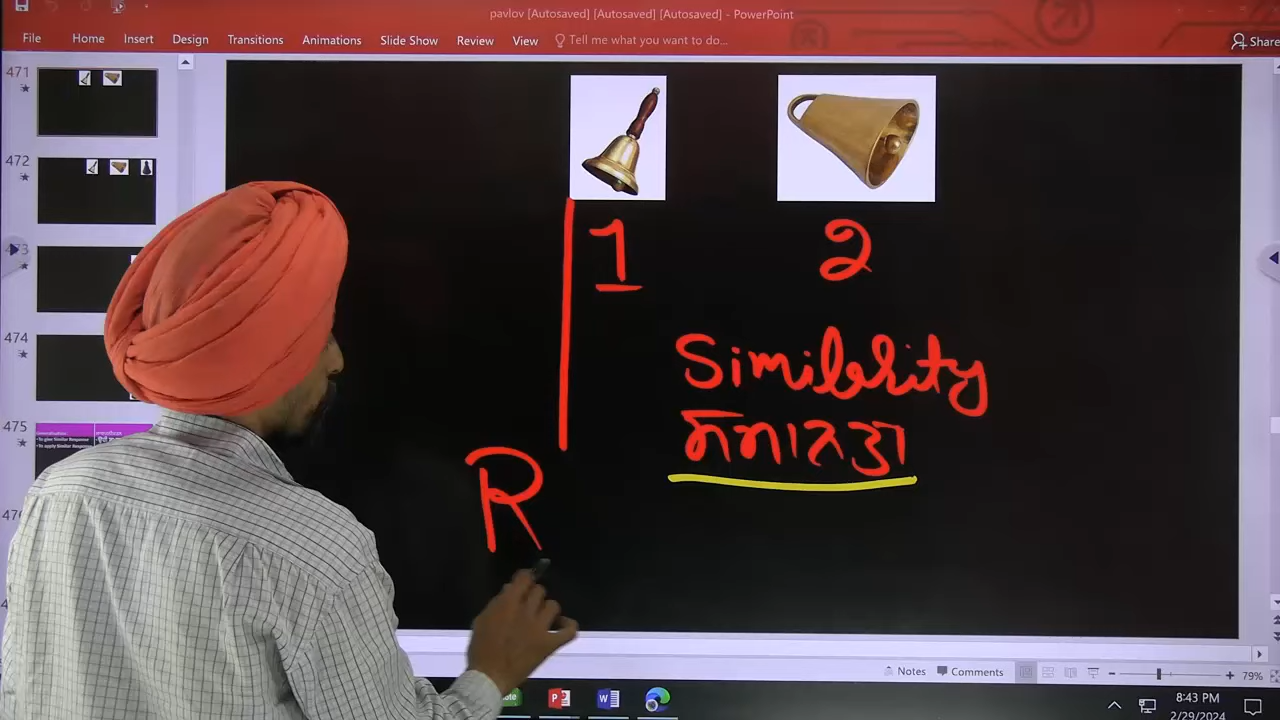 pavlov [Autosaved] [Autosaved] [Autosaved] - PowerPoint
File Home Insert Design Transitions Animations Slide Show Review View Tell me what you want to do... Share
471
472
473
474
475
1 2
Similarity
ਸਮਾਨਤਾ
R
Notes Comments 79%
8:43 PM
2/29/2024